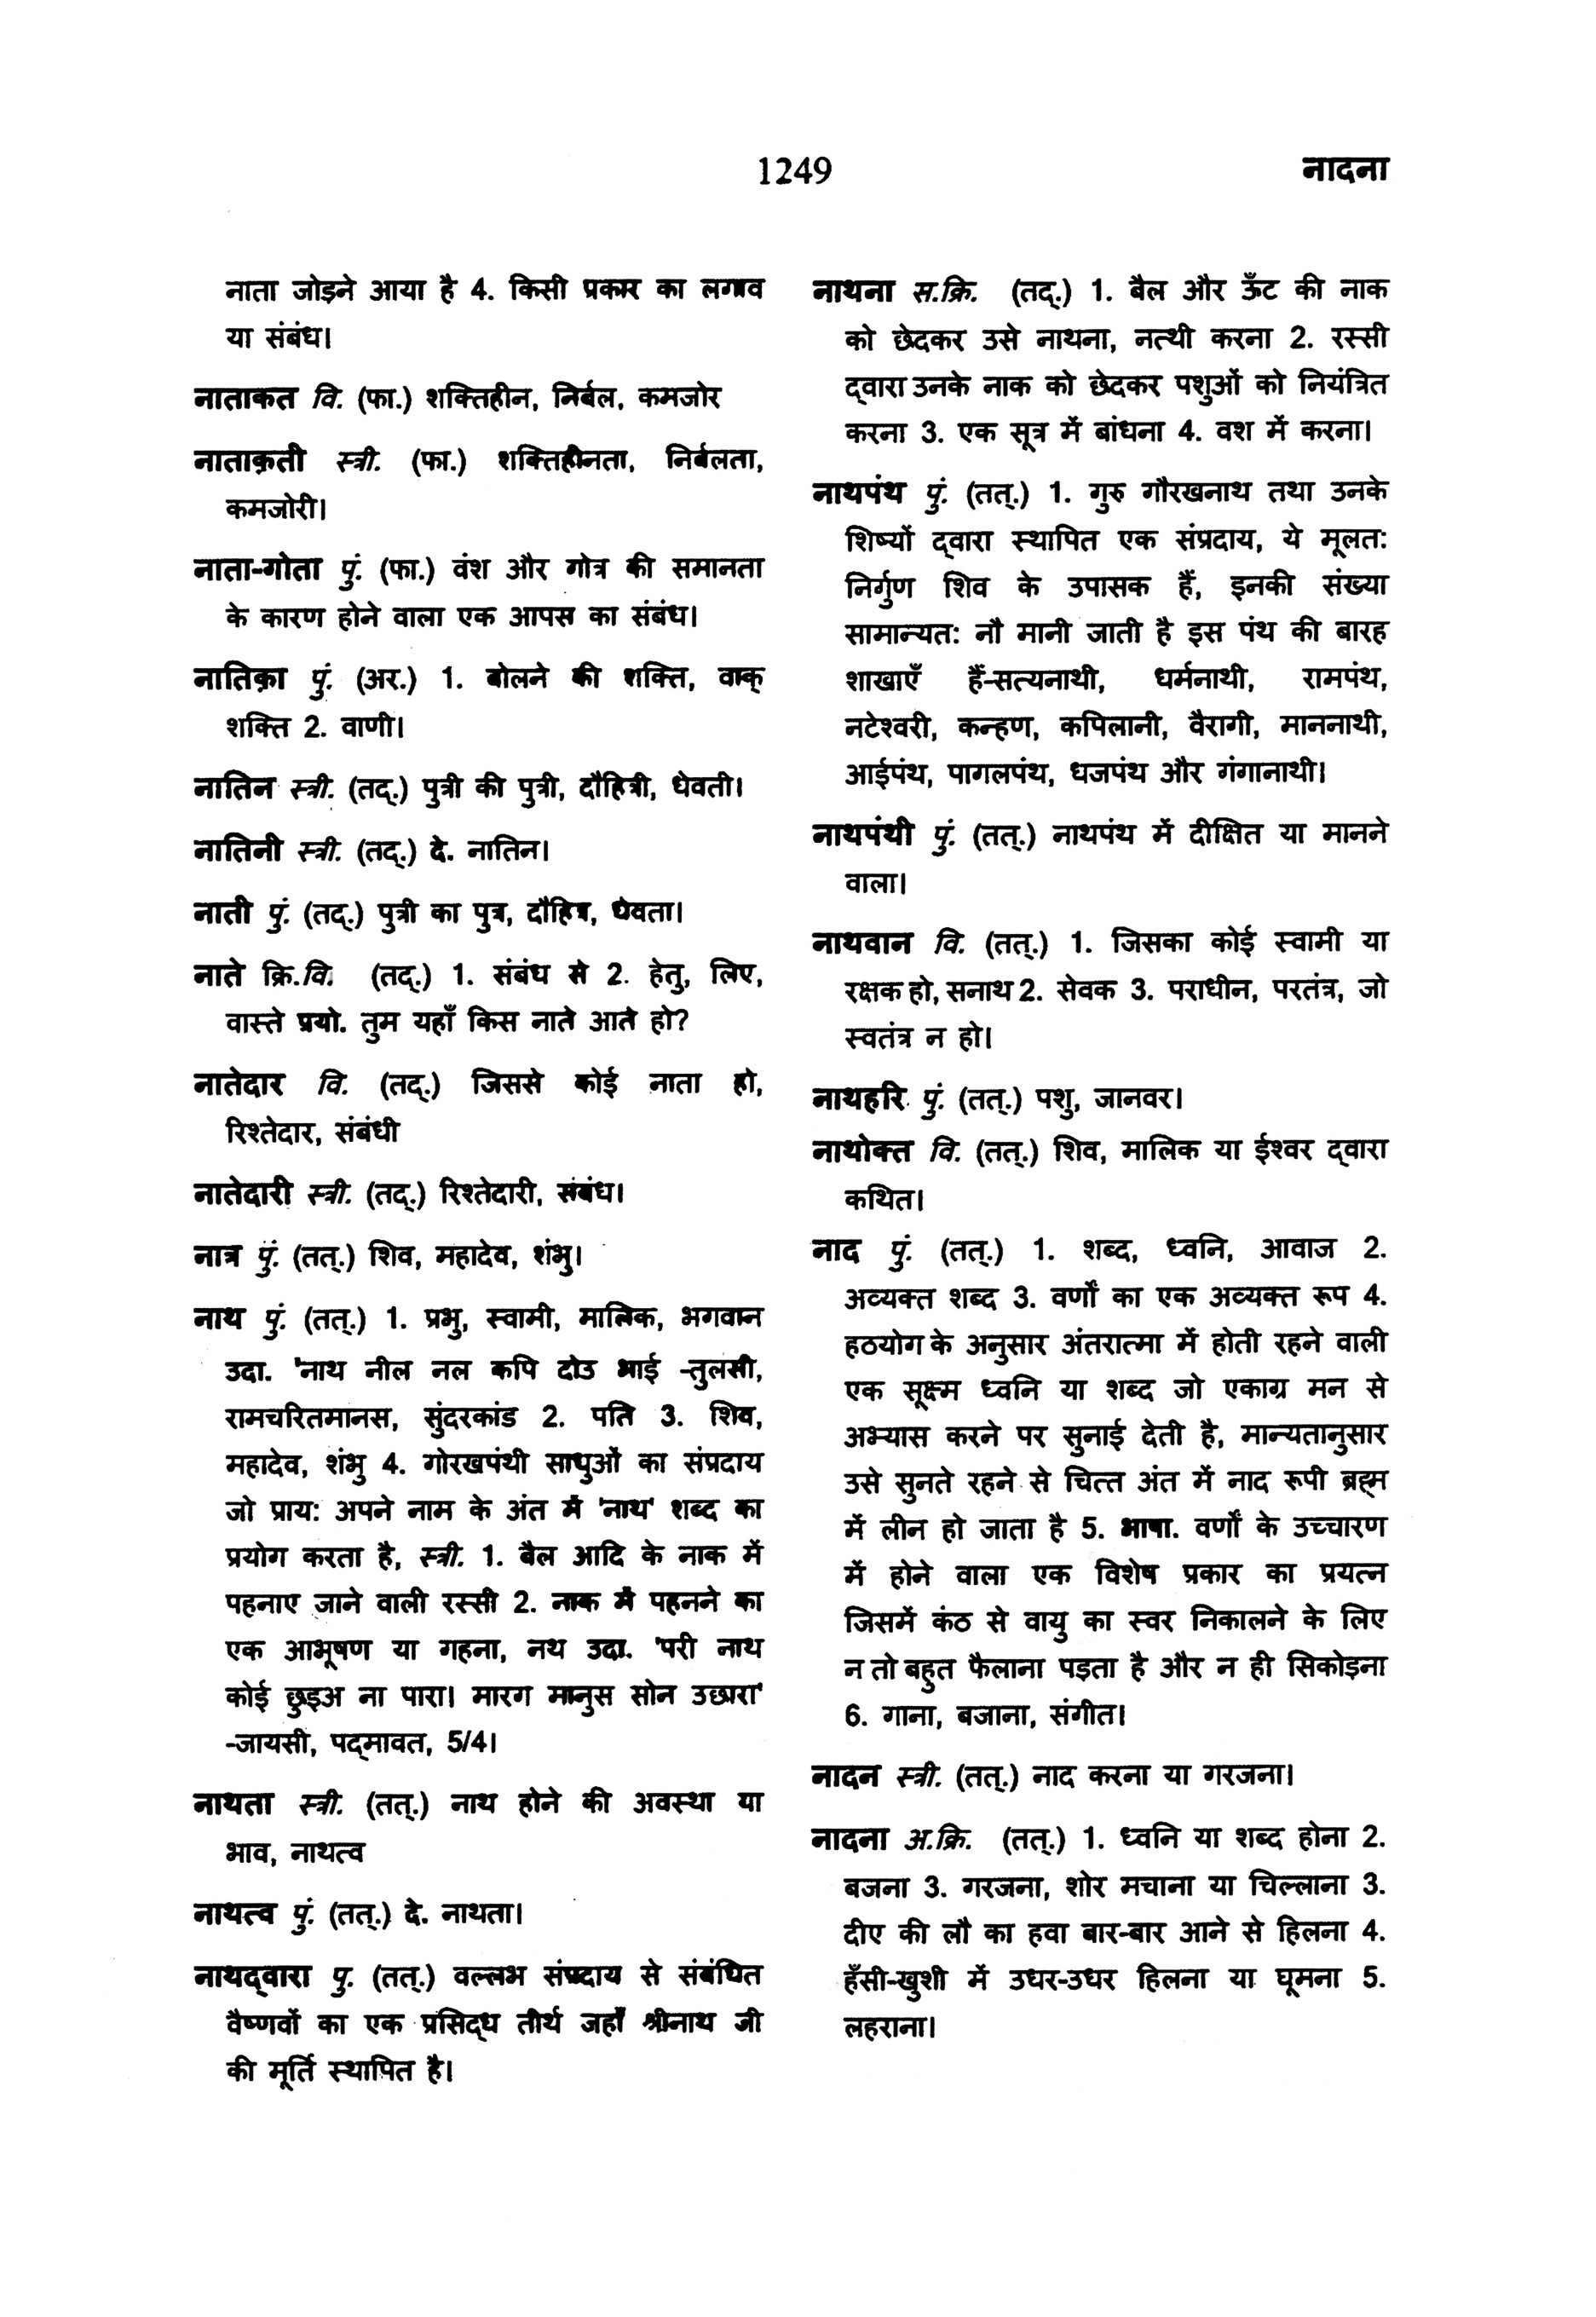 1249
नादना
नाता जोड़ने आया है 4. किसी प्रकार का लगाव
या संबंध।
नाताकत वि. (फा.) शक्तिहीन, निर्बल, कमजोर
नाताक़ती स्त्री. (फा.) शक्तिहीनता, निर्बलता,
कमजोरी।
नाता-गोता पुं. (फा.) वंश और गोत्र की समानता
के कारण होने वाला एक आपस का संबंध।
नातिक़ा पुं. (अर.) 1. बोलने की शक्ति, वाक्
शक्ति 2. वाणी।
नातिन स्त्री. (तद्.) पुत्री की पुत्री, दौहित्री, धेवती।
नातिनी स्त्री. (तद्.) दे. नातिन।
नाती पुं. (तद्.) पुत्री का पुत्र, दौहित्र, धेवता।
नाते क्रि.वि. (तद्.) 1. संबंध से 2. हेतु, लिए,
वास्ते प्रयो. तुम यहाँ किस नाते आते हो?
नातेदार वि. (तद्.) जिससे कोई नाता हो,
रिश्तेदार, संबंधी
नातेदारी स्त्री. (तद्.) रिश्तेदारी, संबंध।
नात्र पुं. (तत्.) शिव, महादेव, शंभु।
नाथ पुं. (तत्.) 1. प्रभु, स्वामी, मालिक, भगवान
उदा. 'नाथ नील नल कपि दोउ भाई -तुलसी,
रामचरितमानस, सुंदरकांड 2. पति 3. शिव,
महादेव, शंभु 4. गोरखपंथी साधुओं का संप्रदाय
जो प्राय: अपने नाम के अंत में 'नाथ' शब्द का
प्रयोग करता है, स्त्री. 1. बैल आदि के नाक में
पहनाए जाने वाली रस्सी 2. नाक में पहनने का
एक आभूषण या गहना, नथ उदा. 'परी नाथ
कोई छुइअ ना पारा। मारग मानुस सोन उछारा'
-जायसी, पद्मावत, 5/4।
नाथता स्त्री. (तत्.) नाथ होने की अवस्था या
भाव, नाथत्व
नाथत्व पुं. (तत्.) दे. नाथता।
नाथद्वारा पु. (तत्.) वल्लभ संप्रदाय से संबंधित
वैष्णवों का एक प्रसिद्ध तीर्थ जहाँ श्रीनाथ जी
की मूर्ति स्थापित है।
नाथना स.क्रि. (तद्.) 1. बैल और ऊँट की नाक
को छेदकर उसे नाथना, नत्थी करना 2. रस्सी
द्वारा उनके नाक को छेदकर पशुओं को नियंत्रित
करना 3. एक सूत्र में बांधना 4. वश में करना।
नाथपंथ पुं. (तत्.) 1. गुरु गौरखनाथ तथा उनके
शिष्यों द्वारा स्थापित एक संप्रदाय, ये मूलत:
निर्गुण शिव के उपासक हैं, इनकी संख्या
सामान्यत: नौ मानी जाती है इस पंथ की बारह
शाखाएँ हैं-सत्यनाथी, धर्मनाथी, रामपंथ,
नटेश्वरी, कन्हण, कपिलानी, वैरागी, माननाथी,
आईपंथ, पागलपंथ, धजपंथ और गंगानाथी।
नाथपंथी पुं. (तत्.) नाथपंथ में दीक्षित या मानने
वाला।
नाथवान वि. (तत्.) 1. जिसका कोई स्वामी या
रक्षक हो, सनाथ 2. सेवक 3. पराधीन, परतंत्र, जो
स्वतंत्र न हो।
नाथहरि पुं. (तत्.) पशु, जानवर।
नाथोक्त वि. (तत्.) शिव, मालिक या ईश्वर द्वारा
कथित।
नाद पुं. (तत्.) 1. शब्द, ध्वनि, आवाज 2.
अव्यक्त शब्द 3. वर्णों का एक अव्यक्त रूप 4.
हठयोग के अनुसार अंतरात्मा में होती रहने वाली
एक सूक्ष्म ध्वनि या शब्द जो एकाग्र मन से
अभ्यास करने पर सुनाई देती है, मान्यतानुसार
उसे सुनते रहने से चित्त अंत में नाद रूपी ब्रह्म
में लीन हो जाता है 5. भाषा. वर्णों के उच्चारण
में होने वाला एक विशेष प्रकार का प्रयत्न
जिसमें कंठ से वायु का स्वर निकालने के लिए
न तो बहुत फैलाना पड़ता है और न ही सिकोड़ना
6. गाना, बजाना, संगीत।
नादन स्त्री. (तत्.) नाद करना या गरजना।
नादना अ.क्रि. (तत्.) 1. ध्वनि या शब्द होना 2.
बजना 3. गरजना, शोर मचाना या चिल्लाना 3.
दीए की लौ का हवा बार-बार आने से हिलना 4.
हँसी-खुशी में उधर-उधर हिलना या घूमना 5.
लहराना।